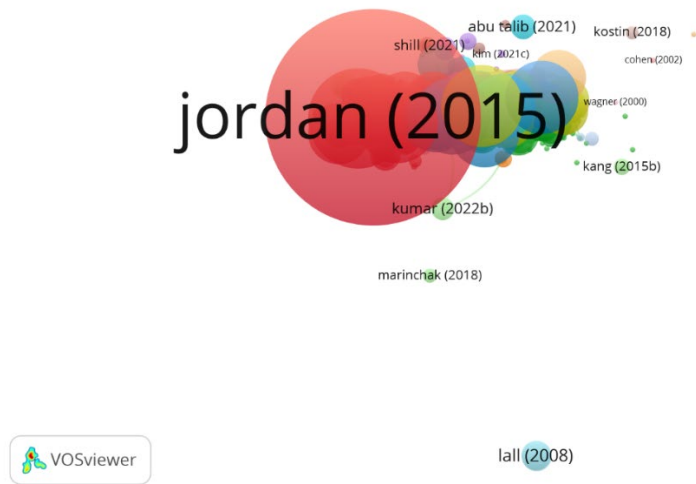 abu talib (2021)
kostin (2018)
shill (2021)
kim (2021c)
cohen (2002)
jordan (2015)
wagner (2000)
kang (2015b)
kumar (2022b)
marinchak (2018)
lall (2008)
VOSviewer